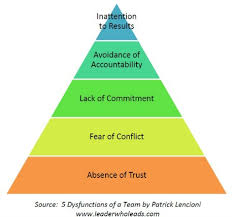 Inattention
to Results
Avoidance of
Accountability
Lack of Commitment
Fear of Conflict
Absence of Trust
Source: 5 Dysfunctions of a Team by Patrick Lencioni
www.leaderwholeads.com